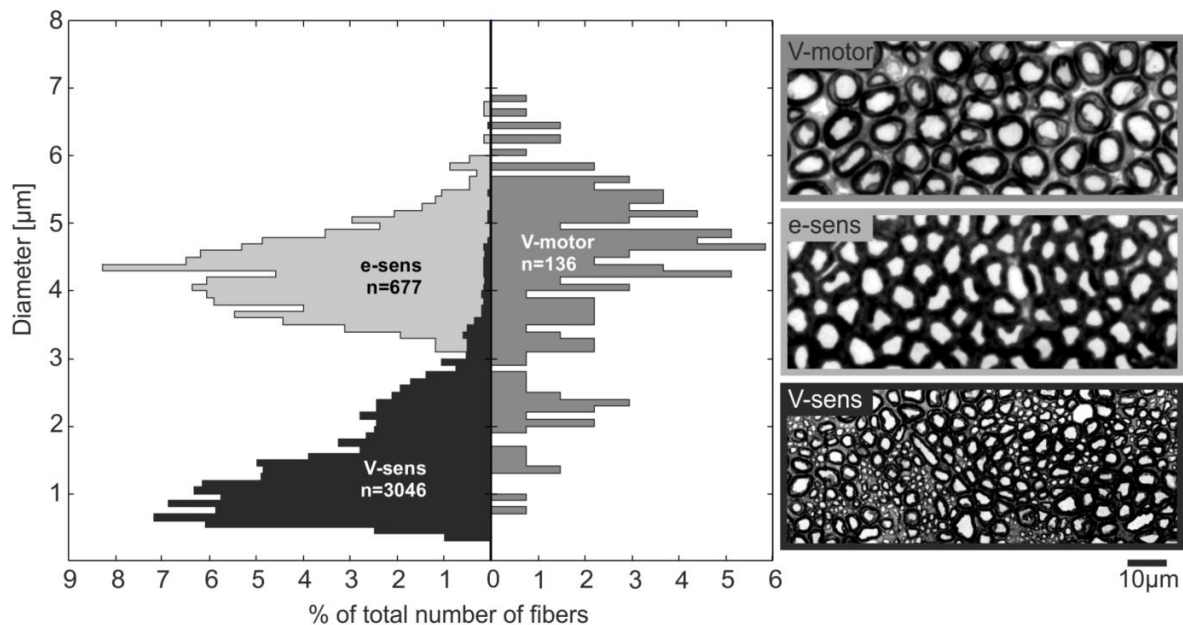 8
7
6
5
4
3
2
1
Diameter [µm]
e-sens
n=677
V-motor
n=136
V-sens
n=3046
9 8 7 6 5 4 3 2 1 0 1 2 3 4 5 6
% of total number of fibers
V-motor
e-sens
V-sens
10µm